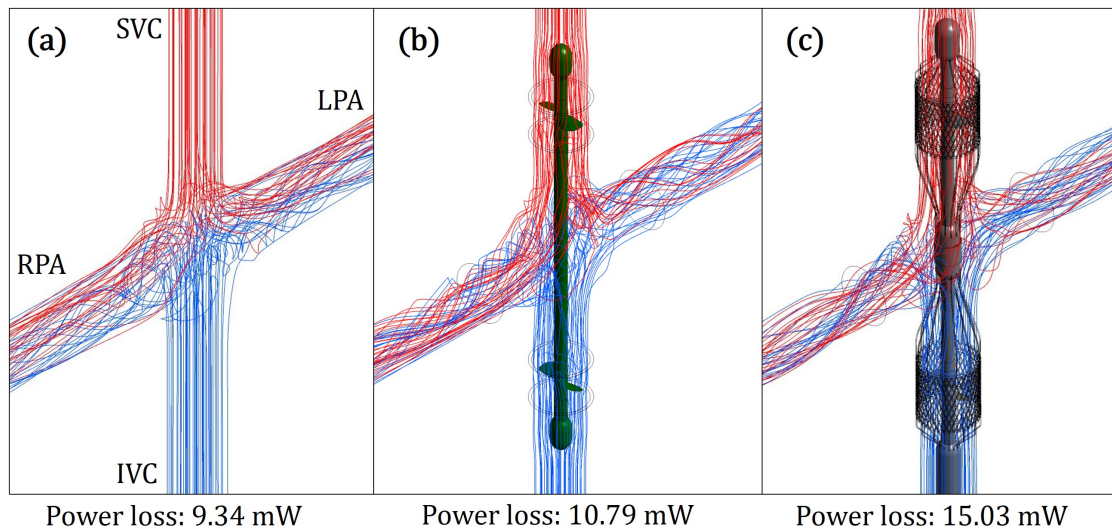 (a)
SVC
LPA
RPA
IVC
Power loss: 9.34 mW
(b)
Power loss: 10.79 mW
(c)
Power loss: 15.03 mW